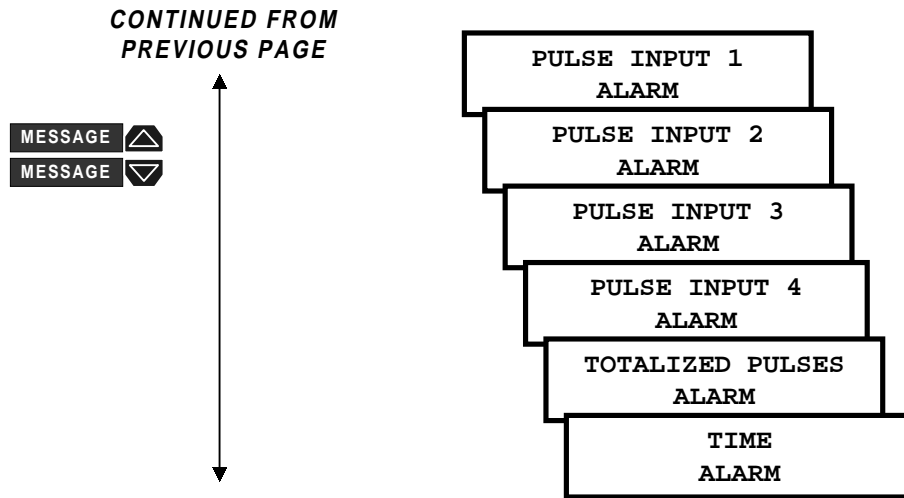 CONTINUED FROM
PREVIOUS PAGE
MESSAGE
MESSAGE
PULSE INPUT 1
ALARM
PULSE INPUT 2
ALARM
PULSE INPUT 3
ALARM
PULSE INPUT 4
ALARM
TOTALIZED PULSES
ALARM
TIME
ALARM